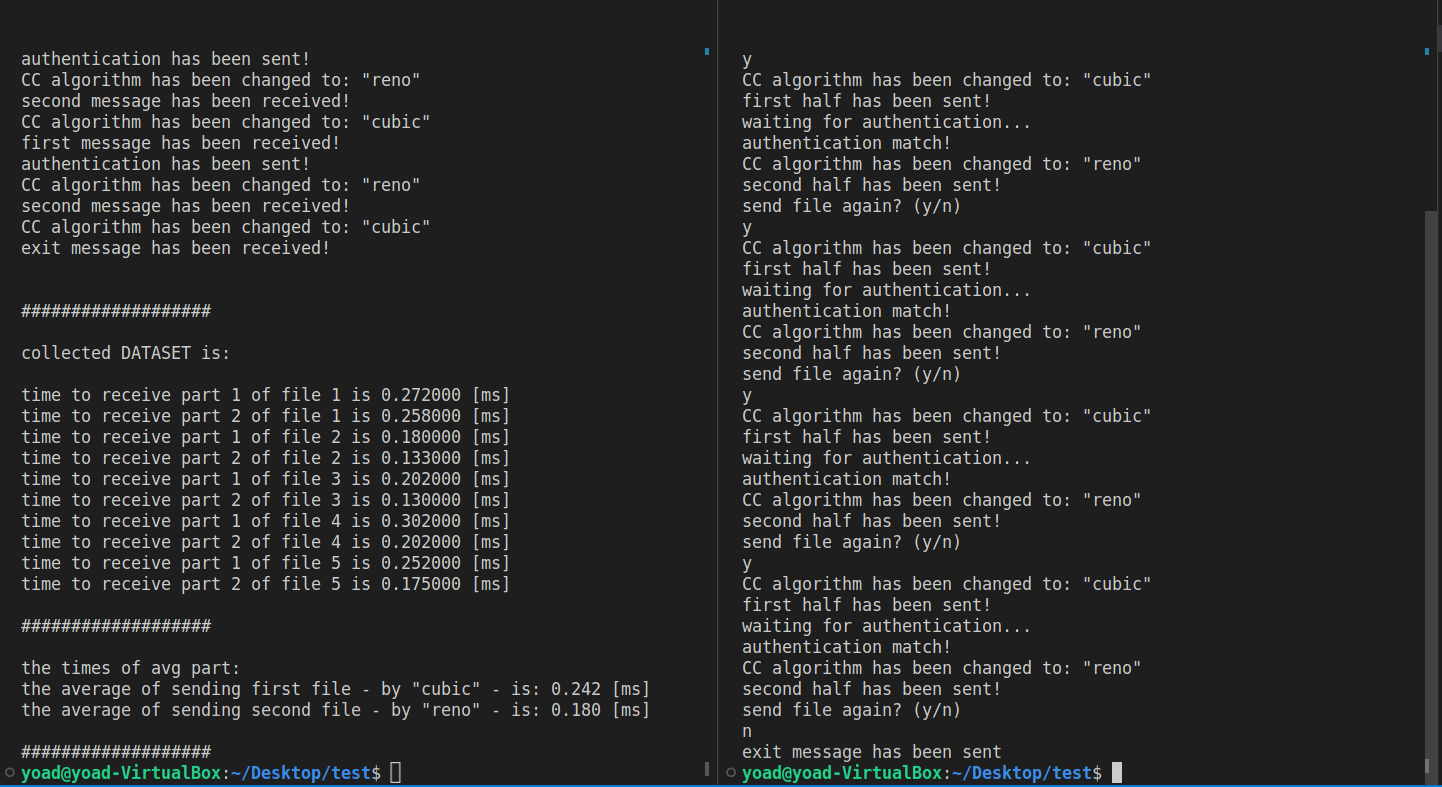 authentication has been sent!
CC algorithm has been changed to: "reno"
second message has been received!
CC algorithm has been changed to: "cubic"
first message has been received!
authentication has been sent!
CC algorithm has been changed to: "reno"
second message has been received!
CC algorithm has been changed to: "cubic"
exit message has been received!
###################
collected DATASET is:
time to receive part 1 of file 1 is 0.272000 [ms]
time to receive part 2 of file 1 is 0.258000 [ms]
time to receive part 1 of file 2 is 0.180000 [ms]
time to receive part 2 of file 2 is 0.133000 [ms]
time to receive part 1 of file 3 is 0.202000 [ms]
time to receive part 2 of file 3 is 0.130000 [ms]
time to receive part 1 of file 4 is 0.302000 [ms]
time to receive part 2 of file 4 is 0.202000 [ms]
time to receive part 1 of file 5 is 0.252000 [ms]
time to receive part 2 of file 5 is 0.175000 [ms]
###################
the times of avg part:
the average of sending first file - by "cubic" - is: 0.242 [ms]
the average of sending second file - by "reno" - is: 0.180 [ms]
###################
yoad@yoad-VirtualBox:~/Desktop/test$
y
CC algorithm has been changed to: "cubic"
first half has been sent!
waiting for authentication...
authentication match!
CC algorithm has been changed to: "reno"
second half has been sent!
send file again? (y/n)
y
CC algorithm has been changed to: "cubic"
first half has been sent!
waiting for authentication...
authentication match!
CC algorithm has been changed to: "reno"
second half has been sent!
send file again? (y/n)
y
CC algorithm has been changed to: "cubic"
first half has been sent!
waiting for authentication...
authentication match!
CC algorithm has been changed to: "reno"
second half has been sent!
send file again? (y/n)
y
CC algorithm has been changed to: "cubic"
first half has been sent!
waiting for authentication...
authentication match!
CC algorithm has been changed to: "reno"
second half has been sent!
send file again? (y/n)
n
exit message has been sent
yoad@yoad-VirtualBox:~/Desktop/test$